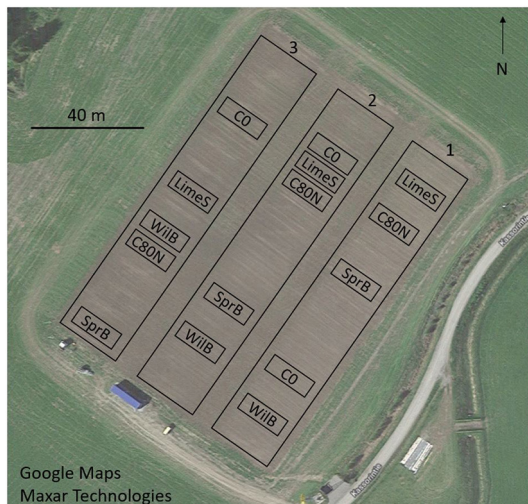 3
2
1
N
40 m
C0
LimeS
WilB
C80N
SprB
C0
LimeS
C80N
SprB
WilB
LimeS
C80N
SprB
C0
WilB
Google Maps
Maxar Technologies